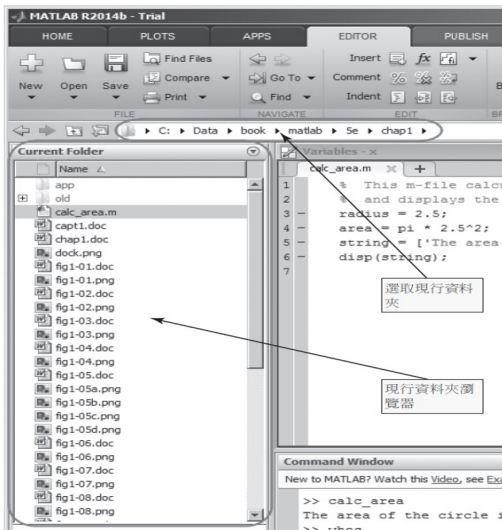 MATLAB R2014b - Trial
HOME PLOTS APPS EDITOR PUBLISH
New Open Save
Find Files
Compare
Print
Go To
Find
Insert fx
Comment
Indent
FILE NAVIGATE EDIT
C: Data book matlab 5e chap1
Current Folder
Name
app
old
calc_area.m
capt1.doc
chap1.doc
dock.png
fig1-01.doc
fig1-01.png
fig1-02.doc
fig1-02.png
fig1-03.doc
fig1-03.png
fig1-04.doc
fig1-04.png
fig1-05.doc
fig1-05a.png
fig1-05b.png
fig1-05c.png
fig1-05d.png
fig1-06.doc
fig1-06.png
fig1-07.doc
fig1-07.png
fig1-08.doc
fig1-08.png
Variables - x
calc_area.m
1 % This m-file calc
2 % and displays the
3 - radius = 2.5;
4 - area = pi * 2.5^2;
5 - string = ['The area
6 - disp(string);
7
選取現行資料
夾
現行資料夾瀏
覽器
Command Window
New to MATLAB? Watch this Video, see Exa
>> calc_area
The area of the circle i
>> whos